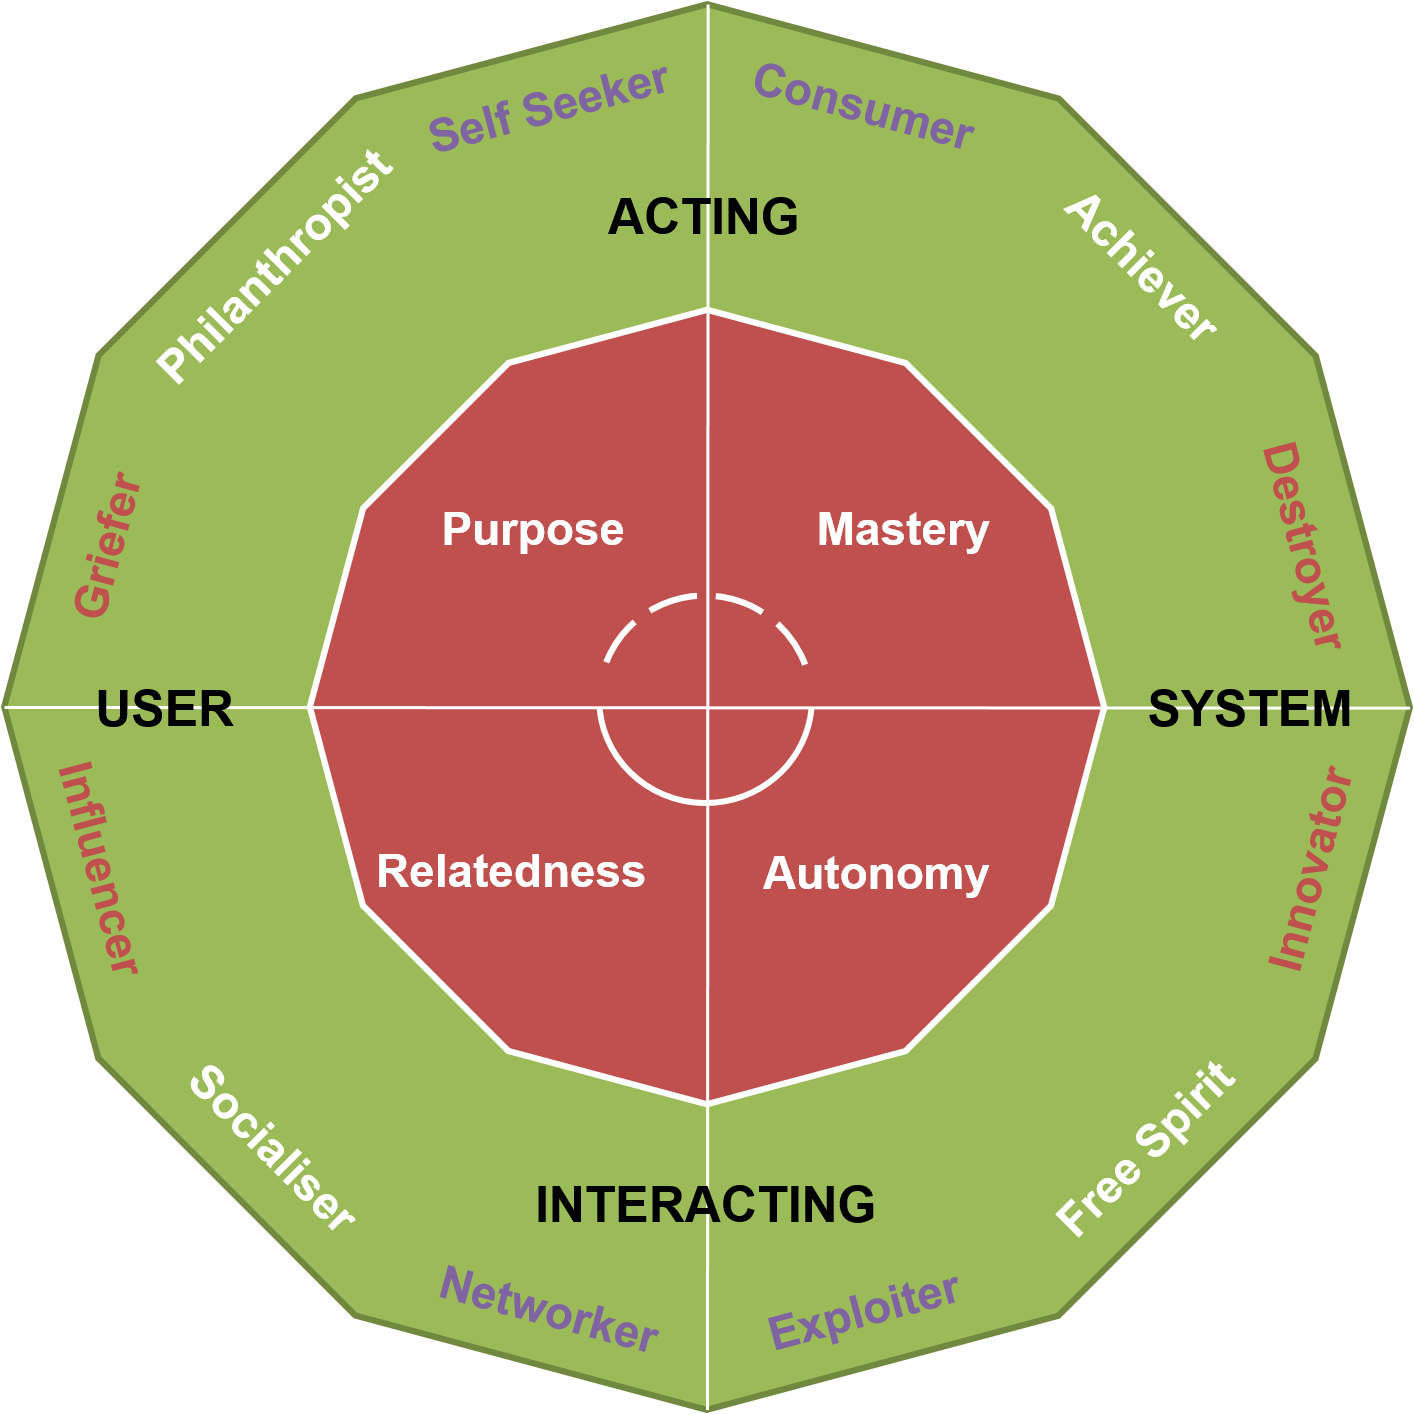 Self Seeker
Consumer
Philanthropist
ACTING
Achiever
Griefer
Purpose
Mastery
Destroyer
USER
SYSTEM
Influencer
Relatedness
Autonomy
Innovator
Socialiser
INTERACTING
Free Spirit
Networker
Exploiter